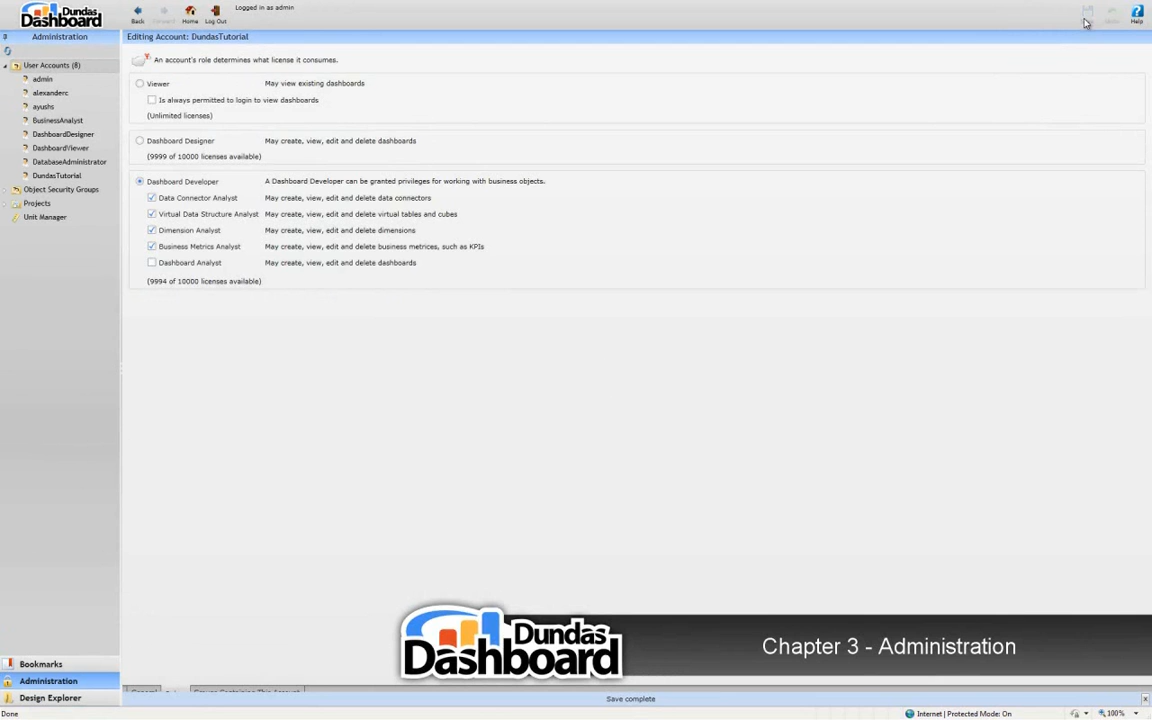 Dundas
Dashboard
Back
Home
Log Out
Logged in as admin
Help
Administration
Editing Account: DundasTutorial
User Accounts (8)
admin
alexanderc
ayushs
BusinessAnalyst
DashboardDesigner
DashboardViewer
DatabaseAdministrator
DundasTutorial
Object Security Groups
Projects
Unit Manager
An account's role determines what license it consumes.
Viewer May view existing dashboards
Is always permitted to login to view dashboards
(Unlimited licenses)
Dashboard Designer May create, view, edit and delete dashboards
(9999 of 10000 licenses available)
Dashboard Developer A Dashboard Developer can be granted privileges for working with business objects.
Data Connector Analyst May create, view, edit and delete data connectors
Virtual Data Structure Analyst May create, view, edit and delete virtual tables and cubes
Dimension Analyst May create, view, edit and delete dimensions
Business Metrics Analyst May create, view, edit and delete business metrices, such as KPIs
Dashboard Analyst May create, view, edit and delete dashboards
(9994 of 10000 licenses available)
Dundas
Dashboard
Chapter 3 - Administration
Bookmarks
Administration
Design Explorer
Save complete
Done
Internet | Protected Mode: On
100%